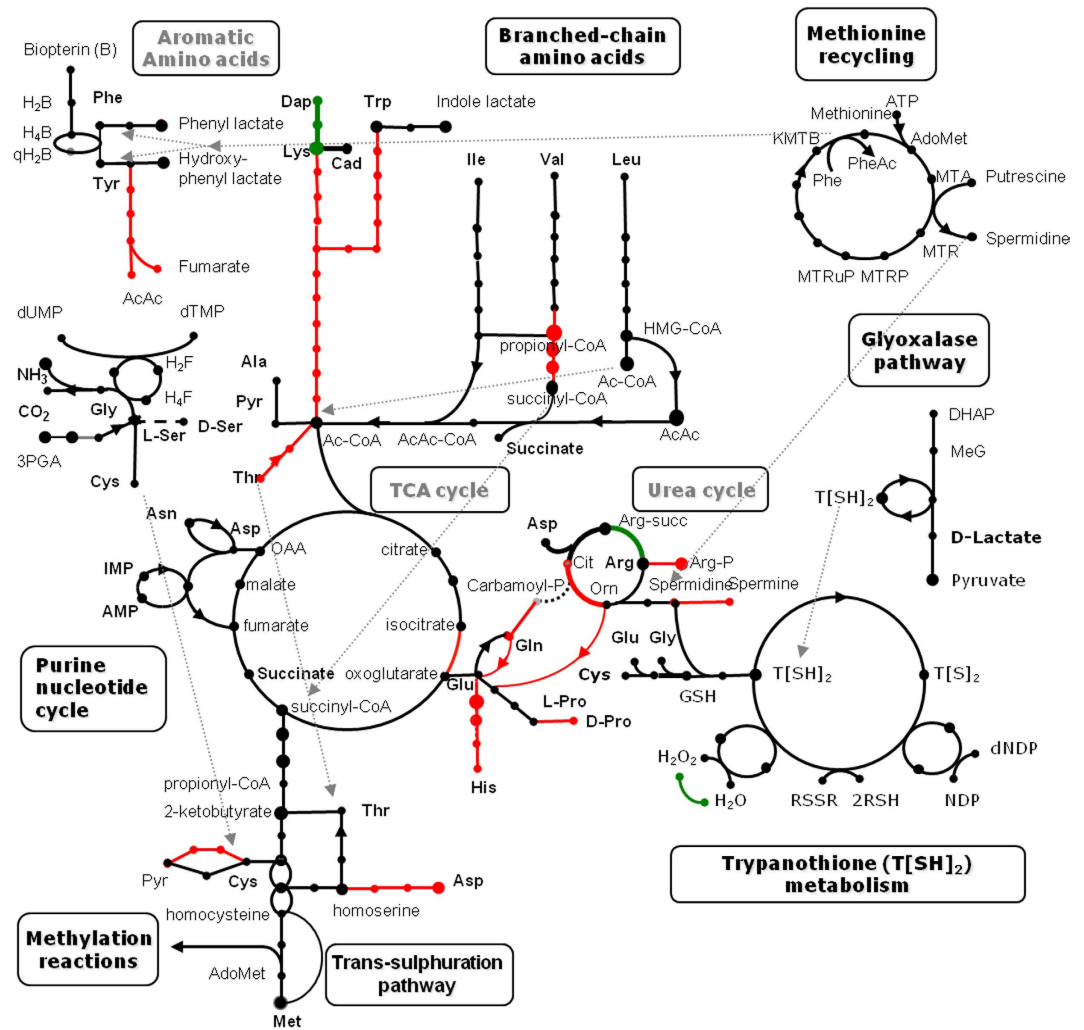 Biopterin (B)
Aromatic
Amino acids
Branched-chain
amino acids
Methionine
recycling
H₂B
Phe
Phenyl lactate
H₄B
qH₂B
Hydroxy-
phenyl lactate
Tyr
Fumarate
AcAc
Dap
Lys
Cad
Trp
Indole lactate
Ile
Val
Leu
ATP
Methionine
KMTB
AdoMet
PheAc
Phe
MTA
Putrescine
MTR
Spermidine
MTRuP
MTRP
dUMP
dTMP
H₂F
NH₃
H₄F
Gly
CO₂
L-Ser
D-Ser
3PGA
Cys
Ala
Pyr
propionyl-CoA
HMG-CoA
Ac-CoA
succinyl-CoA
Ac-CoA
AcAc-CoA
Succinate
AcAc
Thr
Glyoxalase
pathway
DHAP
MeG
T[SH]₂
D-Lactate
Pyruvate
TCA cycle
Urea cycle
Asn
Asp
OAA
citrate
IMP
malate
AMP
fumarate
isocitrate
Succinate
oxoglutarate
succinyl-CoA
Purine
nucleotide
cycle
Asp
Arg-succ
Cit
Arg
Arg-P
Carbamoyl-P
Orn
Spermidine
Spermine
Gln
Glu
Glu
Gly
Cys
GSH
L-Pro
D-Pro
His
T[SH]₂
T[S]₂
H₂O₂
H₂O
RSSR
2RSH
NDP
dNDP
Trypanothione (T[SH]₂)
metabolism
propionyl-CoA
2-ketobutyrate
Thr
Pyr
Cys
Asp
homocysteine
homoserine
Methylation
reactions
AdoMet
Trans-sulphuration
pathway
Met